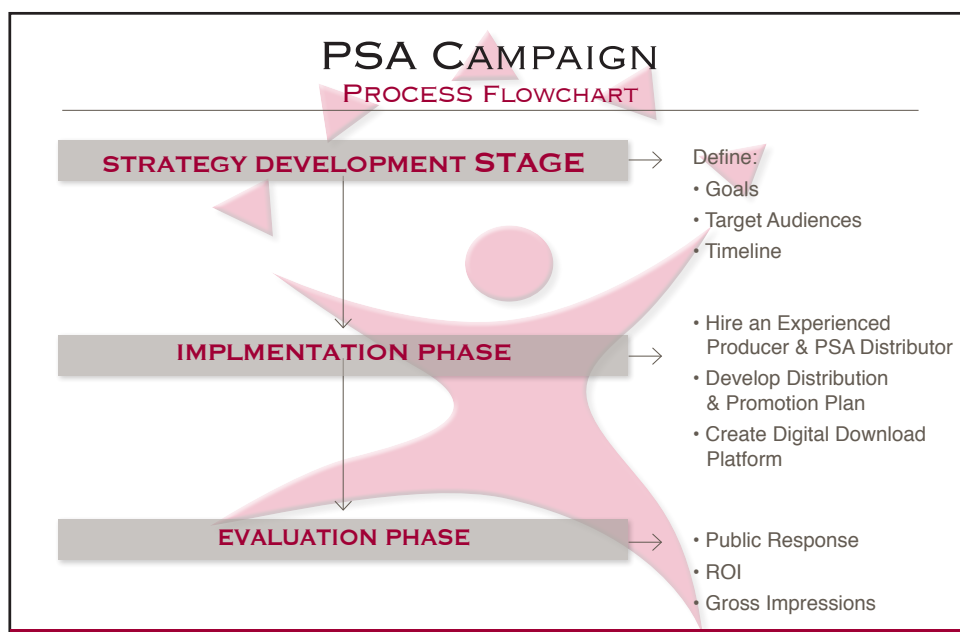 PSA CAMPAIGN
PROCESS FLOWCHART
STRATEGY DEVELOPMENT STAGE
Define:
• Goals
• Target Audiences
• Timeline
IMPLMENTATION PHASE
• Hire an Experienced
Producer & PSA Distributor
• Develop Distribution
& Promotion Plan
• Create Digital Download
Platform
EVALUATION PHASE
• Public Response
• ROI
• Gross Impressions